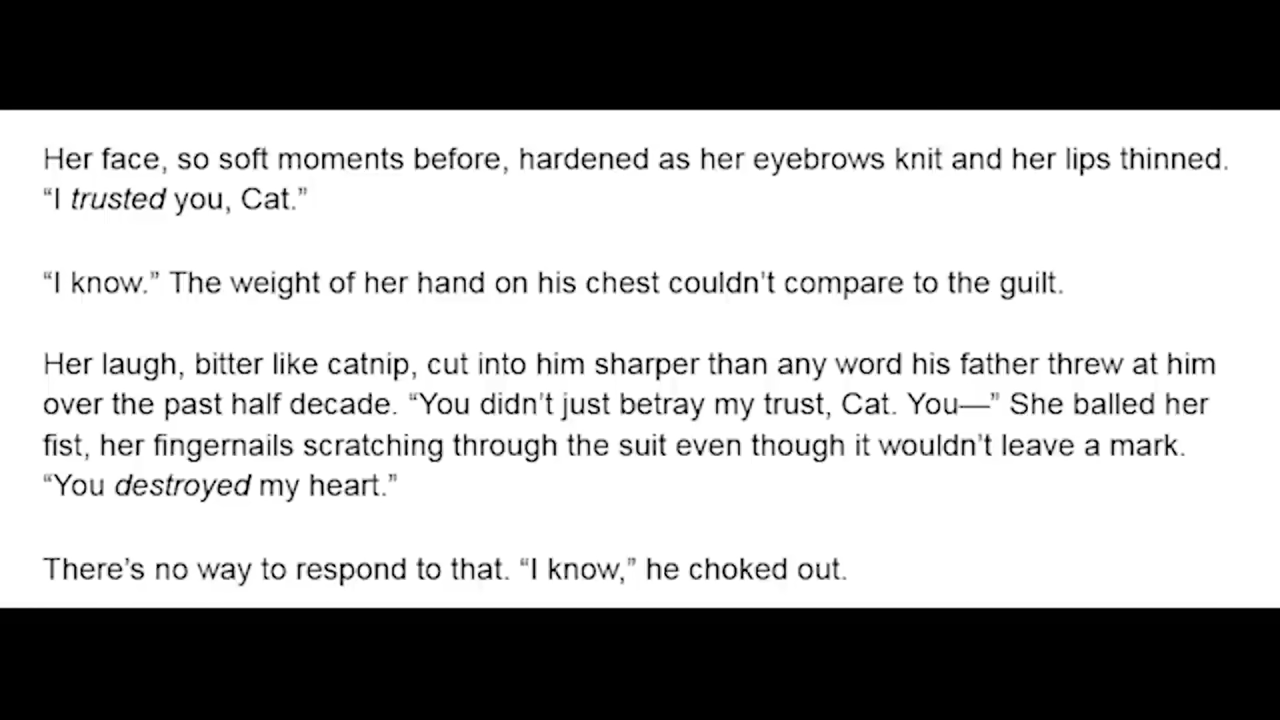 Her face, so soft moments before, hardened as her eyebrows knit and her lips thinned.
“I trusted you, Cat.”
“I know.” The weight of her hand on his chest couldn't compare to the guilt.
Her laugh, bitter like catnip, cut into him sharper than any word his father threw at him
over the past half decade. “You didn’t just betray my trust, Cat. You—” She balled her
fist, her fingernails scratching through the suit even though it wouldn’t leave a mark.
“You destroyed my heart.”
There’s no way to respond to that. “I know,” he choked out.